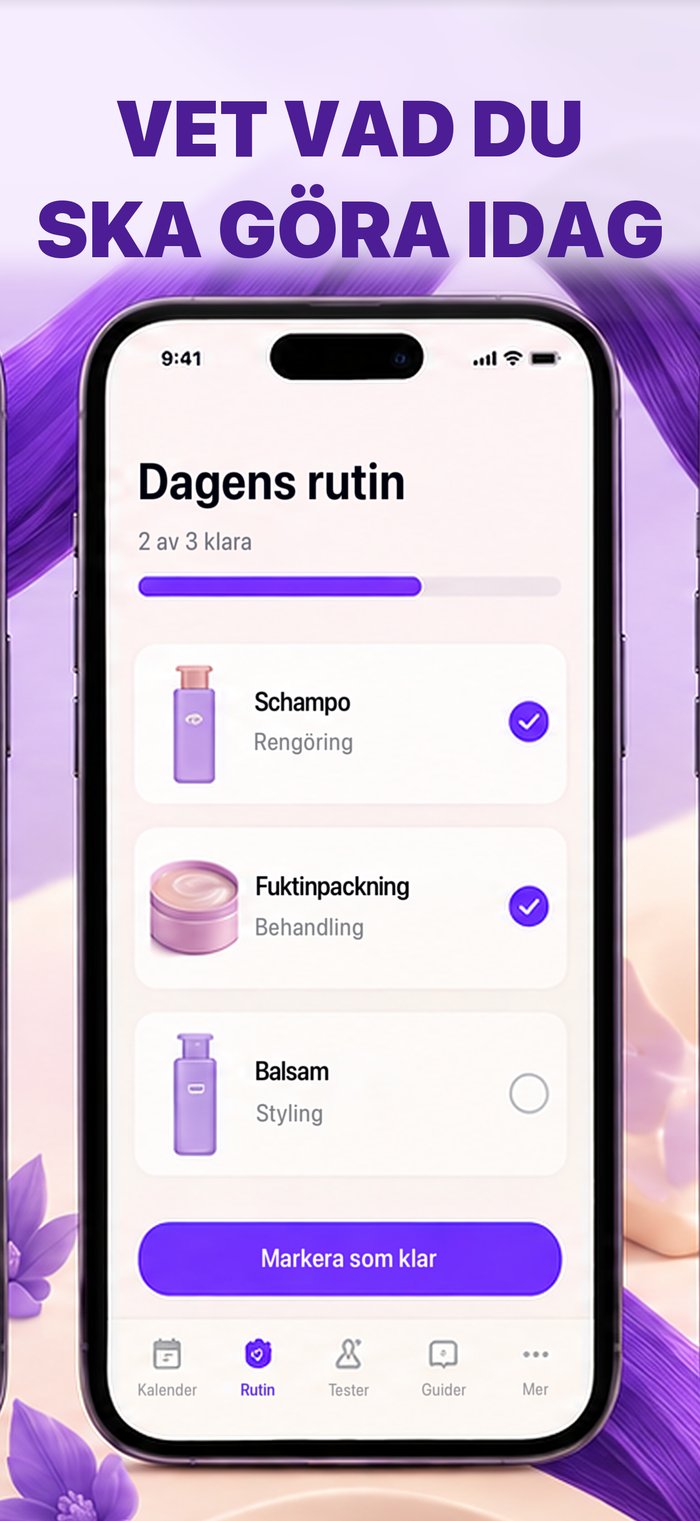 VET VAD DU
SKA GÖRA IDAG
9:41
Dagens rutin
2 av 3 klara
Schampo
Rengöring
Fuktinpackning
Behandling
Balsam
Styling
Markera som klar
Kalender
Rutin
Tester
Guider
Mer